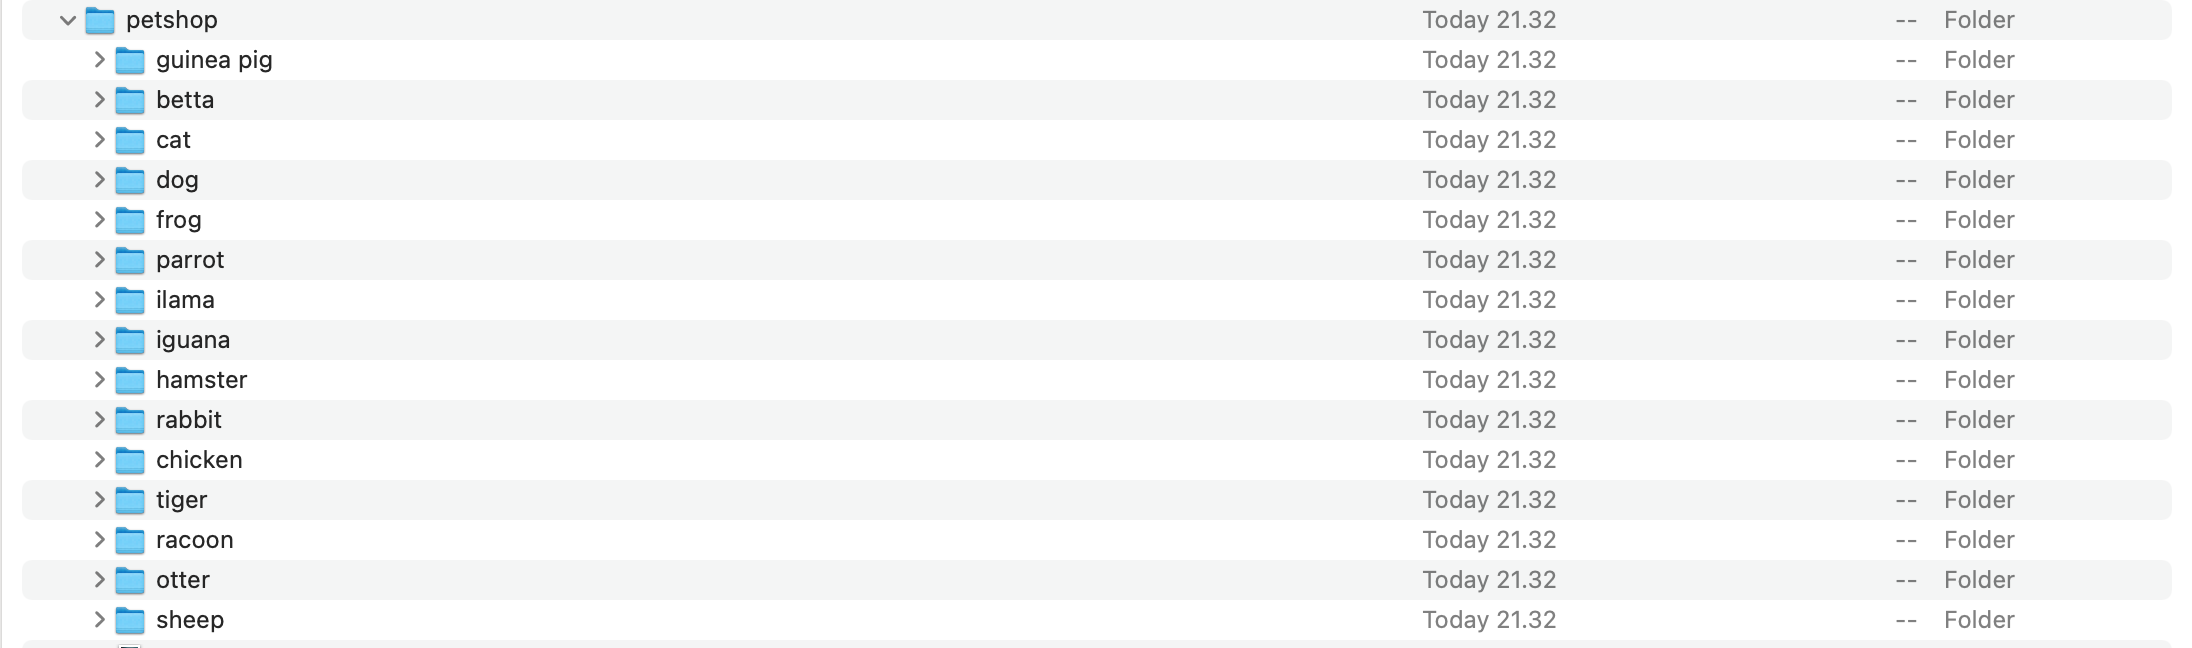 petshop Today 21.32 -- Folder
guinea pig Today 21.32 -- Folder
betta Today 21.32 -- Folder
cat Today 21.32 -- Folder
dog Today 21.32 -- Folder
frog Today 21.32 -- Folder
parrot Today 21.32 -- Folder
ilama Today 21.32 -- Folder
iguana Today 21.32 -- Folder
hamster Today 21.32 -- Folder
rabbit Today 21.32 -- Folder
chicken Today 21.32 -- Folder
tiger Today 21.32 -- Folder
racoon Today 21.32 -- Folder
otter Today 21.32 -- Folder
sheep Today 21.32 -- Folder